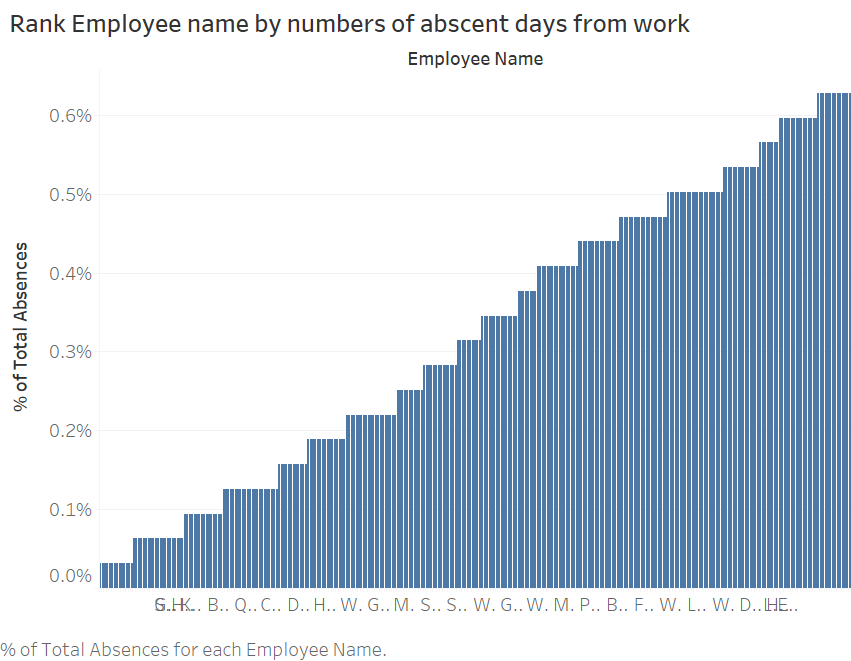 Rank Employee name by numbers of abscent days from work
Employee Name
% of Total Absences
0.6%
0.5%
0.4%
0.3%
0.2%
0.1%
0.0%
B.. Q.. C.. D.. H.. W. G.. M. S.. S.. W. G.. W. M. P.. B.. F.. W. L.. W. D..
% of Total Absences for each Employee Name.